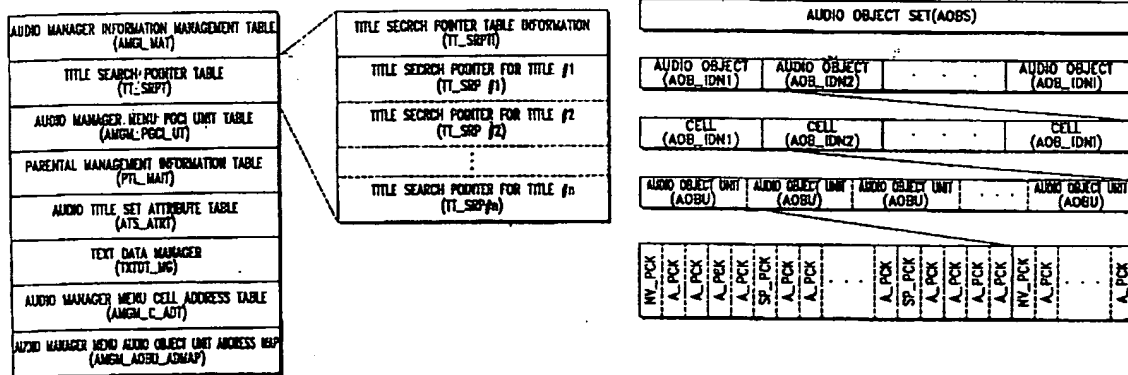 AUDIO MANAGER INFORMATION MANAGEMENT TABLE
(AMGI_MAT)
TITLE SEARCH POINTER TABLE
(TT_SRPT)
AUDIO MANAGER MENU PGCI UNIT TABLE
(AMGM_PGCI_UT)
PARENTAL MANAGEMENT INFORMATION TABLE
(PTL_MAIT)
AUDIO TITLE SET ATTRIBUTE TABLE
(ATS_ATRT)
TEXT DATA MANAGER
(TXTDT_MG)
AUDIO MANAGER MENU CELL ADDRESS TABLE
(AMGM_C_ADT)
AUDIO MANAGER MENU AUDIO OBJECT UNIT ADDRESS MAP
(AMGM_AOBU_ADMAP)
TITLE SECRCH POINTER TABLE INFORMATION
(TT_SRPTI)
TITLE SECRCH POINTER FOR TITLE #1
(TT_SRP #1)
TITLE SECRCH POINTER FOR TITLE #2
(TT_SRP #2)
TITLE SEARCH POINTER FOR TITLE #n
(TT_SRP#n)
AUDIO OBJECT SET(AOBS)
AUDIO OBJECT AUDIO OBJECT . . . AUDIO OBJECT
(AOB_IDN1) (AOB_IDN2) (AOB_IDNI)
CELL CELL . . . CELL
(AOB_IDN1) (AOB_IDN2) (AOB_IDNI)
AUDIO OBJECT UNIT AUDIO OBJECT UNIT AUDIO OBJECT UNIT . . . AUDIO OBJECT UNIT
(AOBU) (AOBU) (AOBU) (AOBU)
NV_PCK A_PCK A_PCK A_PCK A_PCK SP_PCK A_PCK A_PCK A_PCK . . . A_PCK SP_PCK A_PCK A_PCK A_PCK NV_PCK A_PCK . . . A_PCK